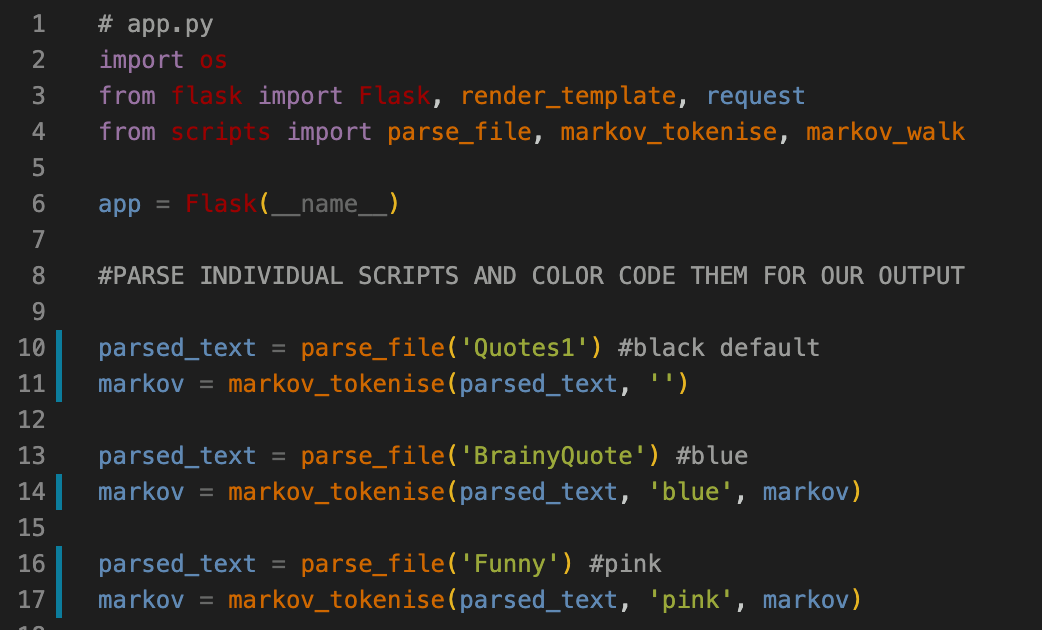 1 # app.py
2 import os
3 from flask import Flask, render_template, request
4 from scripts import parse_file, markov_tokenise, markov_walk
5
6 app = Flask(__name__)
7
8 #PARSE INDIVIDUAL SCRIPTS AND COLOR CODE THEM FOR OUR OUTPUT
9
10 parsed_text = parse_file('Quotes1') #black default
11 markov = markov_tokenise(parsed_text, '')
12
13 parsed_text = parse_file('BrainyQuote') #blue
14 markov = markov_tokenise(parsed_text, 'blue', markov)
15
16 parsed_text = parse_file('Funny') #pink
17 markov = markov_tokenise(parsed_text, 'pink', markov)